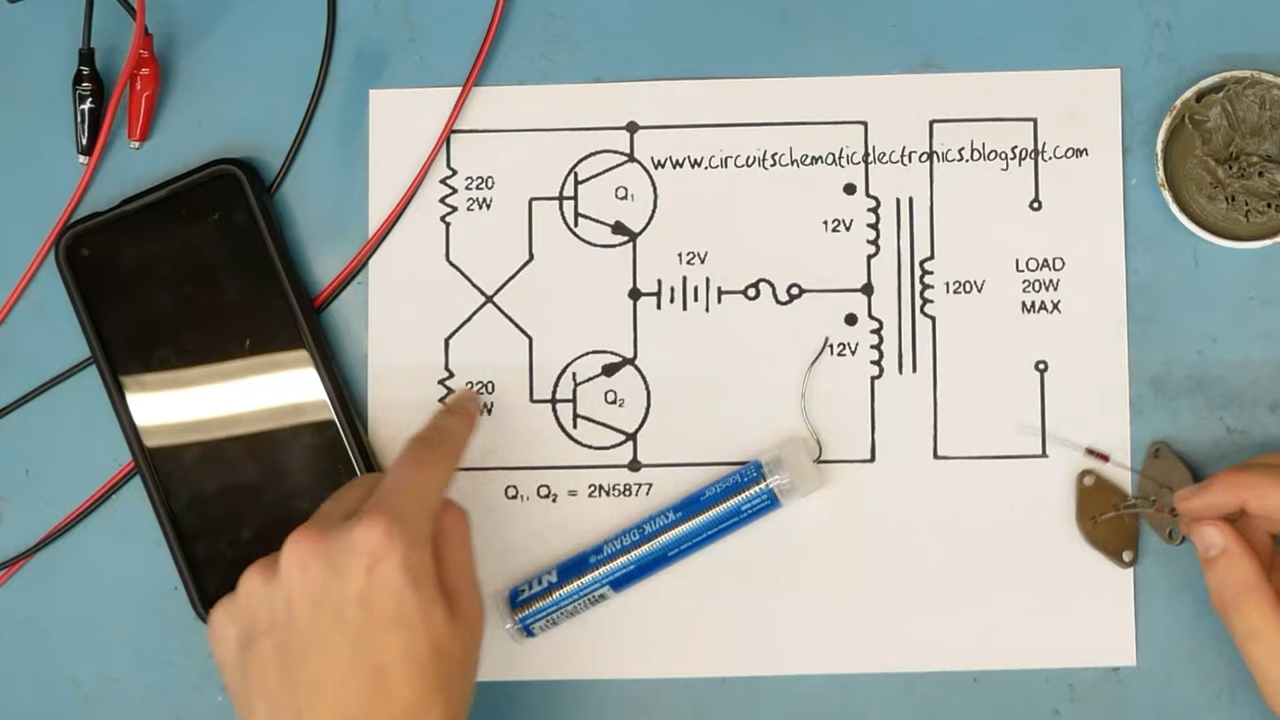 www.circuitschematicelectronics.blogspot.com
220
2W
Q₁
12V
12V
120V
LOAD
20W
MAX
12V
220
W
Q₂
Q₁, Q₂ = 2N5877
kester
"KWIK-DRAW"®
NTE